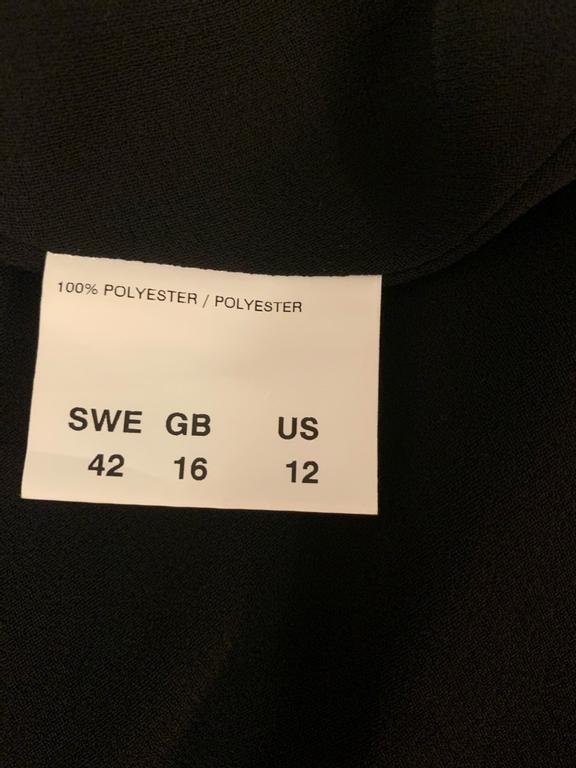 100% POLYESTER / POLYESTER
SWE GB US
42 16 12